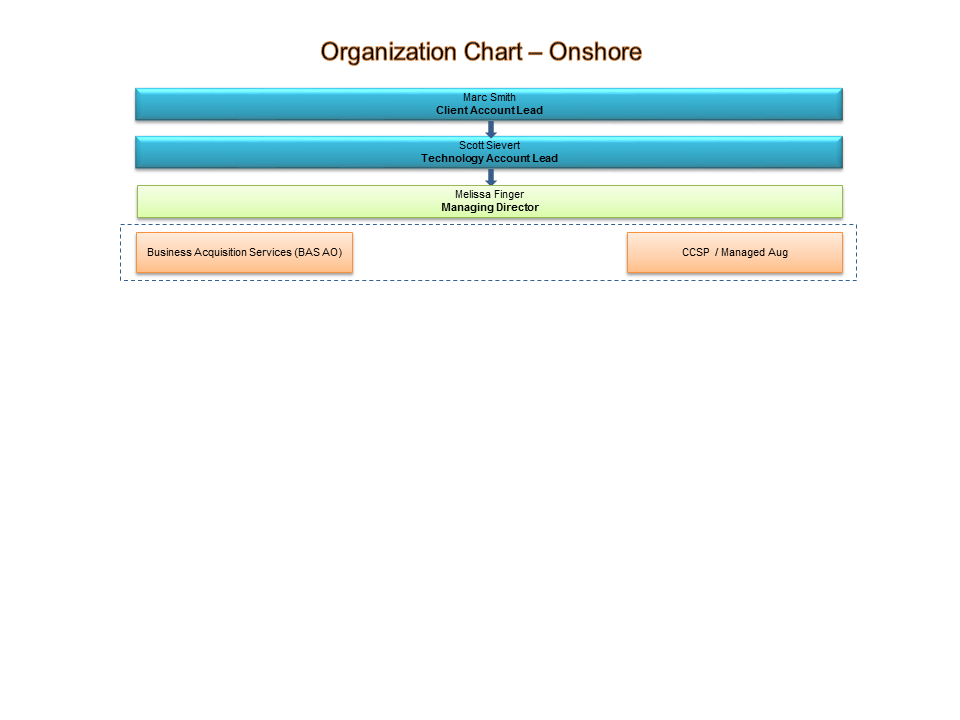 Organization Chart – Onshore
Marc Smith
Client Account Lead
Scott Sievert
Technology Account Lead
Melissa Finger
Managing Director
Business Acquisition Services (BAS AO)
CCSP / Managed Aug